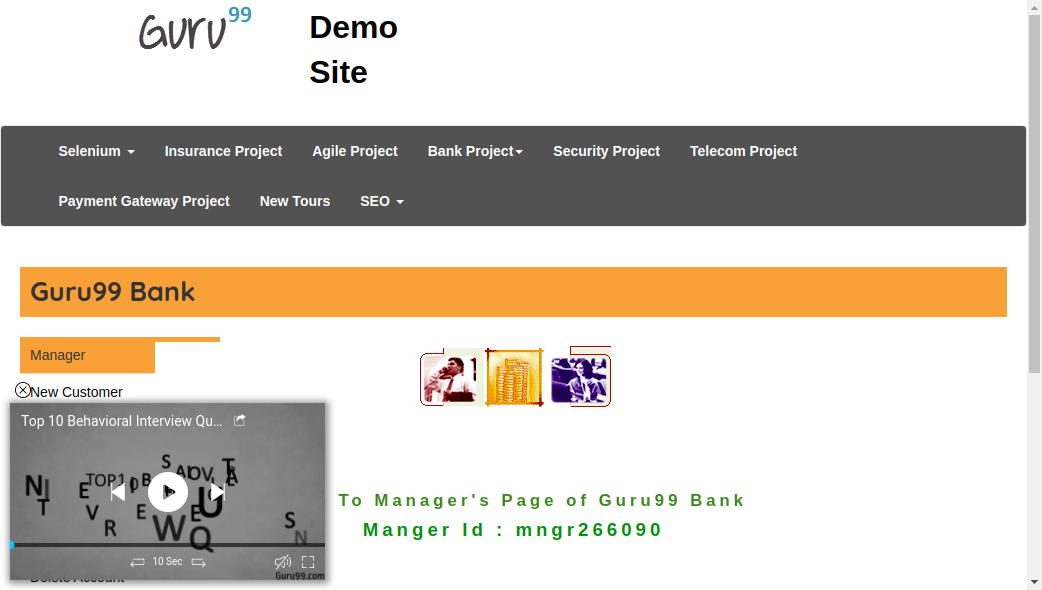 Guru99
Demo
Site
Selenium
Insurance Project
Agile Project
Bank Project
Security Project
Telecom Project
Payment Gateway Project
New Tours
SEO
Guru99 Bank
Manager
New Customer
Top 10 Behavioral Interview Qu...
To Manager's Page of Guru99 Bank
Manger Id : mngr266090
10 Sec
Guru99.com